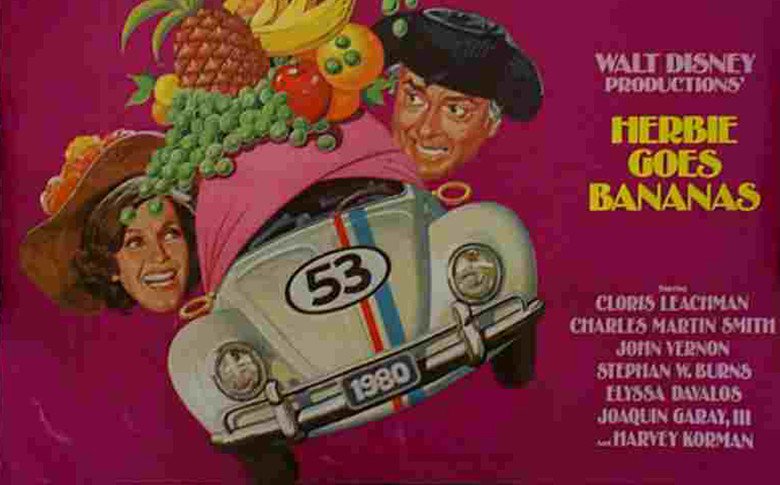 WALT DISNEY
PRODUCTIONS'
HERBIE
GOES
BANANAS
Starring
CLORIS LEACHMAN
CHARLES MARTIN SMITH
JOHN VERNON
STEPHAN W. BURNS
ELYSSA DAVALOS
JOAQUIN GARAY, III
and HARVEY KORMAN
53
1980